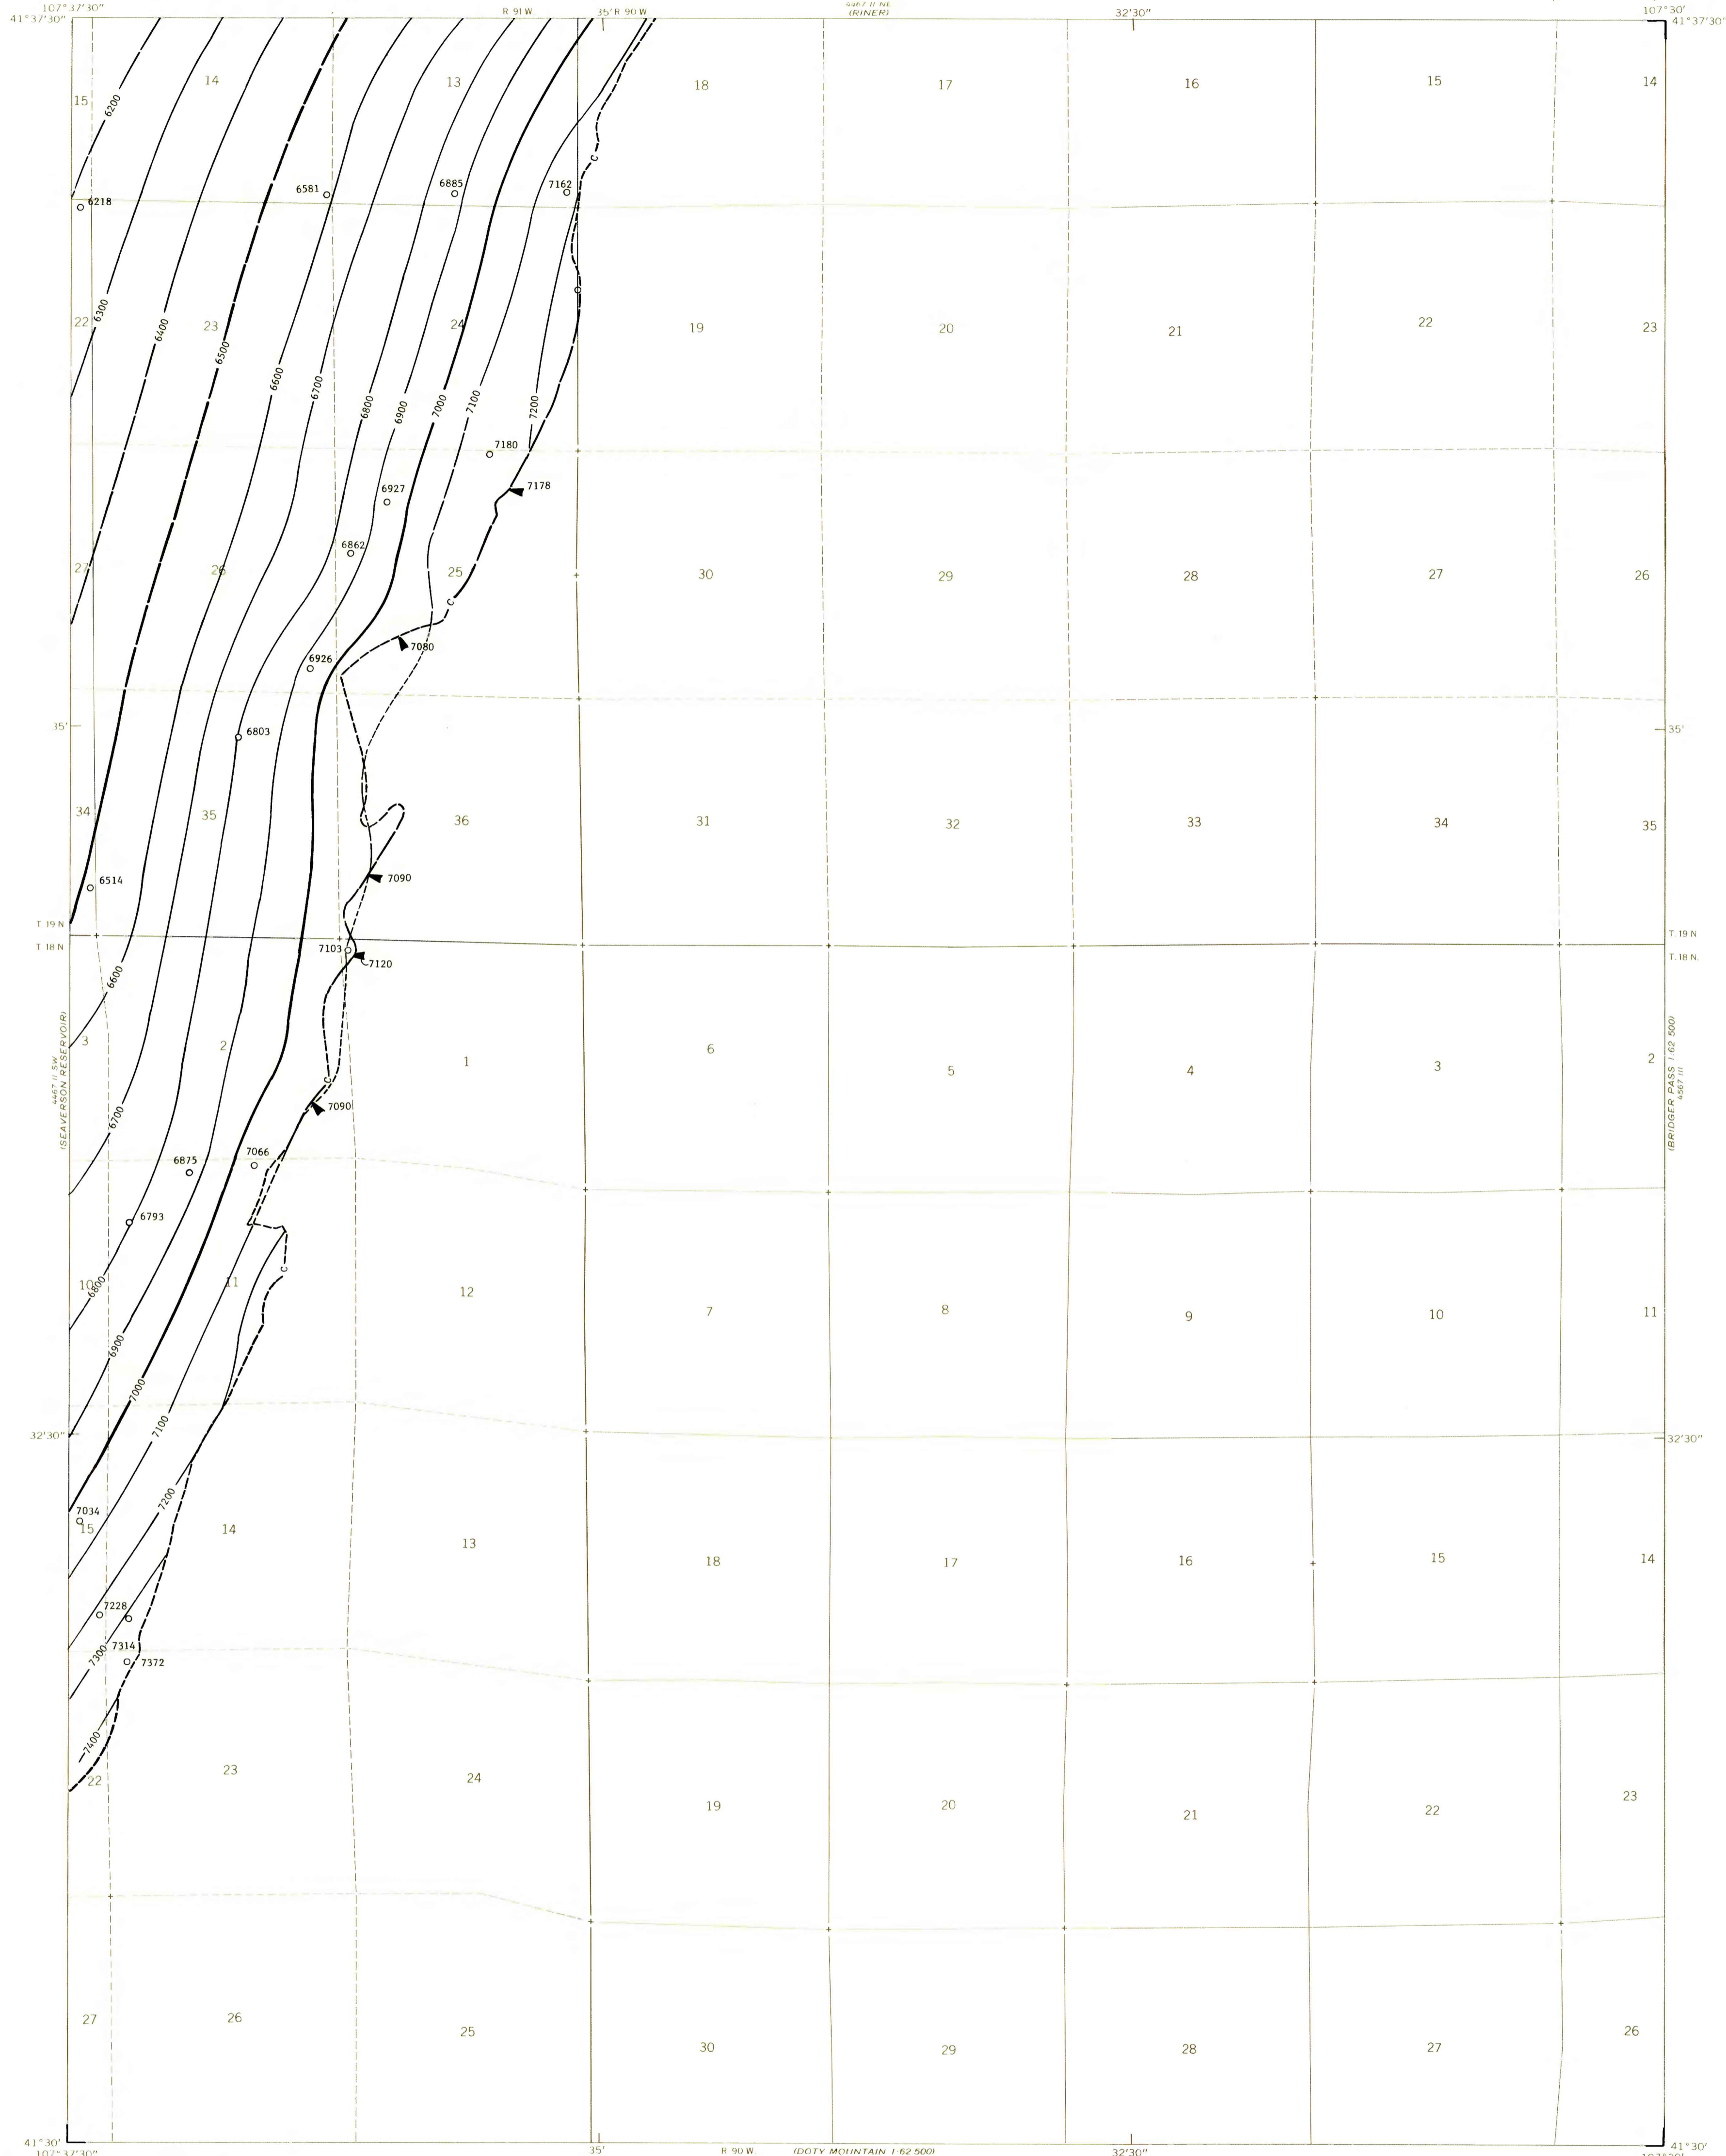 4467 II NE
107°37'30" R 91 W 35' R 90 W (RINER) 32'30" 107°30'
41°37'30" 41°37'30"
14 13 18 17 16 15 14
15
6200
6581 6885 7162
6218
C
6300 22 6400 23 6500 24 19 20 21 22 23
C
6600 6700 6800 6900 7000 7100 7200
7180
7178
6927
6862
27 26 25 30 29 28 27 26
C
7080
6926
35' 6803 35'
34 35 36 31 32 33 34 35
6514 7090
T 19 N T. 19 N
T 18 N T. 18 N.
7103
C 7120
6600
4467 II SW
(SEAVERSON RESERVOIR)
(BRIDGER PASS 1:62 500)
4567 III
3 2 1 6 5 4 3 2
C
6700 7090
6875 7066
6793
C
10 6800 11 12 7 8 9 10 11
6900
7000
7100
32'30" 32'30"
7200
7034
15 14 13 18 17 16 15 14
7228
7314
7300 7372
7400
22 23 24 19 20 21 22 23
27 26 25 30 29 28 27 26
41°30' 41°30'
107°37'30" 35' R 90 W (DOTY MOUNTAIN 1:62 500) 32'30" 107°30'